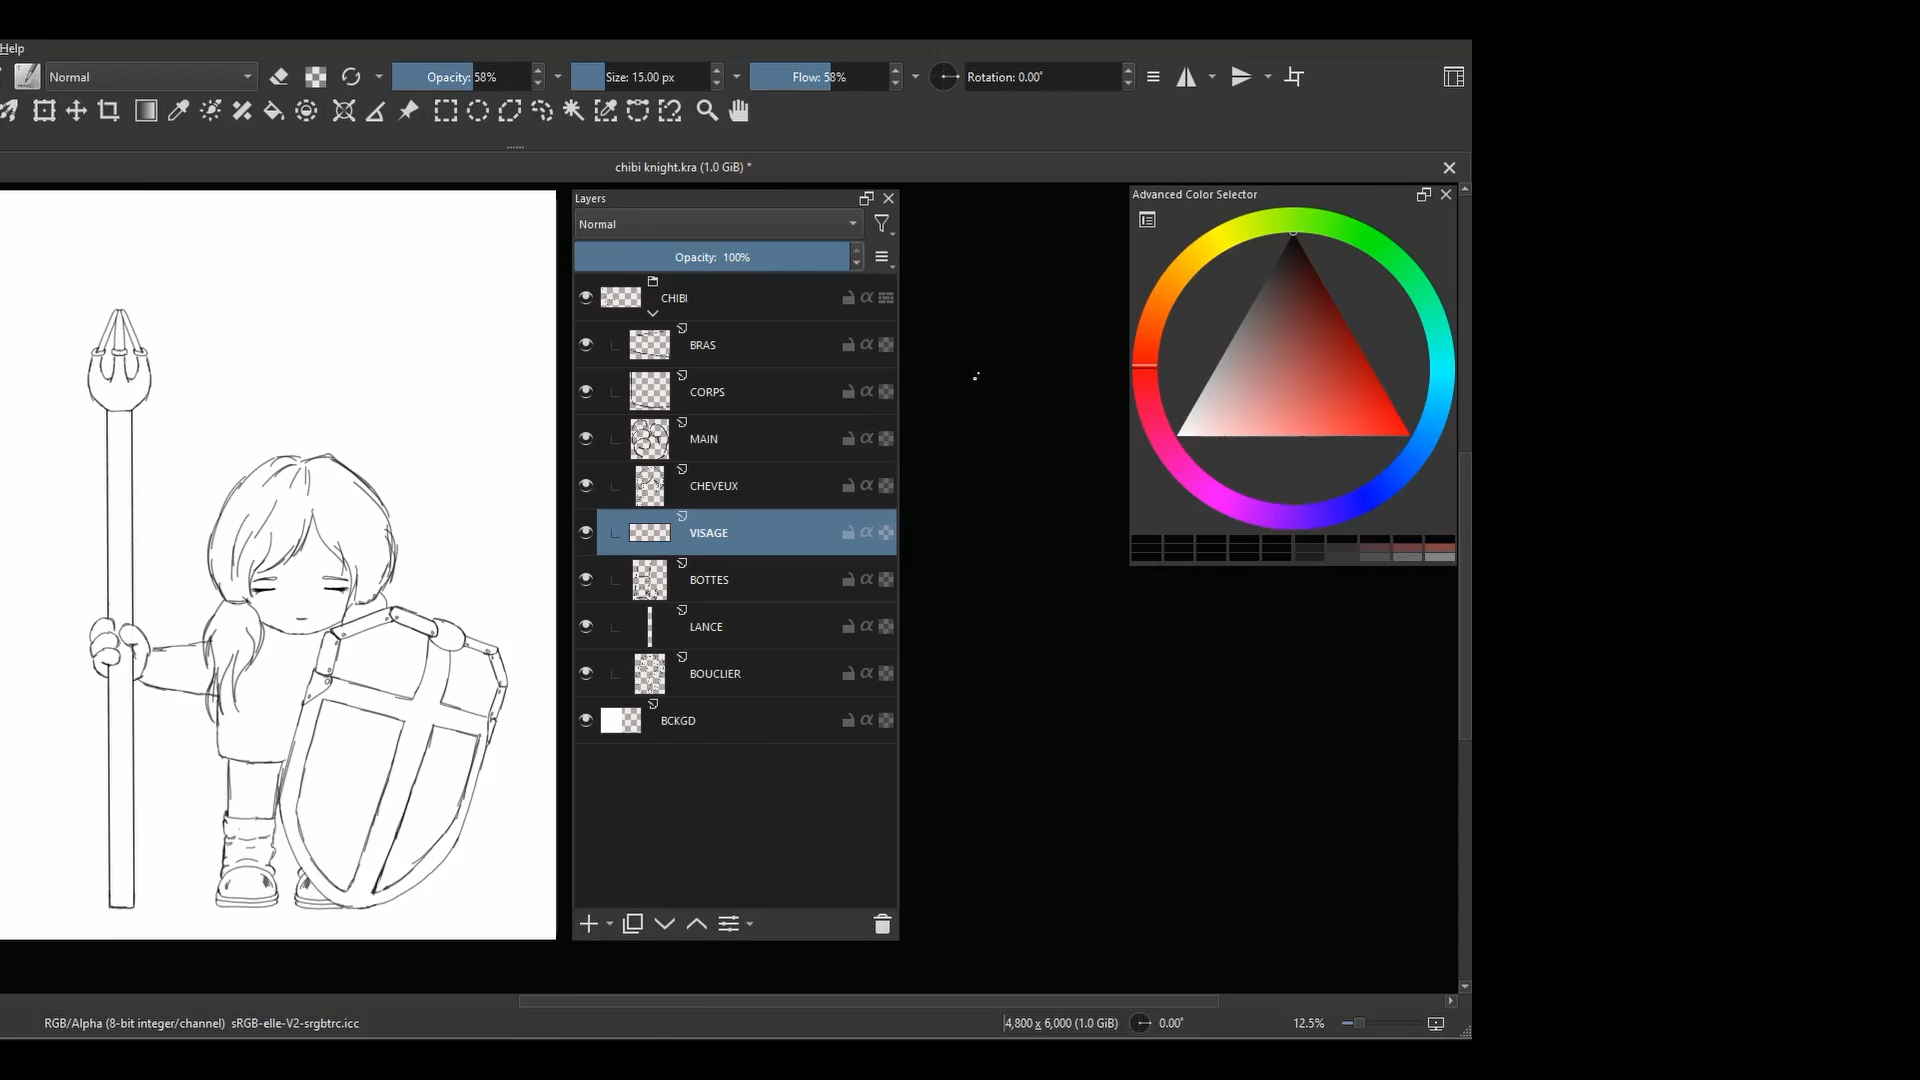 Help
Normal
Opacity: 58%
Size: 15.00 px
Flow: 58%
Rotation: 0.00°
chibi knight.kra (1.0 GiB) *
Layers
Normal
Opacity: 100%
CHIBI
BRAS
CORPS
MAIN
CHEVEUX
VISAGE
BOTTES
LANCE
BOUCLIER
BCKGD
Advanced Color Selector
RGB/Alpha (8-bit integer/channel) sRGB-elle-V2-srgbtrc.icc
4,800 x 6,000 (1.0 GiB)
0.00°
12.5%